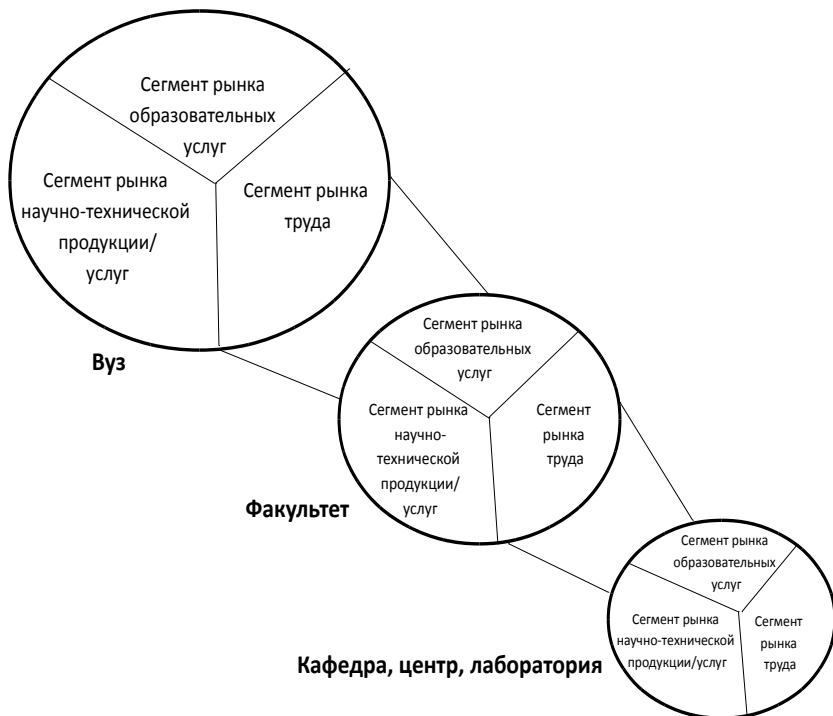 Сегмент рынка
образовательных
услуг
Сегмент рынка
научно-технической
продукции/
услуг
Сегмент рынка
труда
Вуз
Сегмент рынка
образовательных
услуг
Сегмент рынка
научно-
технической
продукции/
услуг
Сегмент
рынка
труда
Факультет
Сегмент рынка
образовательных
услуг
Сегмент рынка
научно-технической
продукции/услуг
Сегмент
рынка
труда
Кафедра, центр, лаборатория